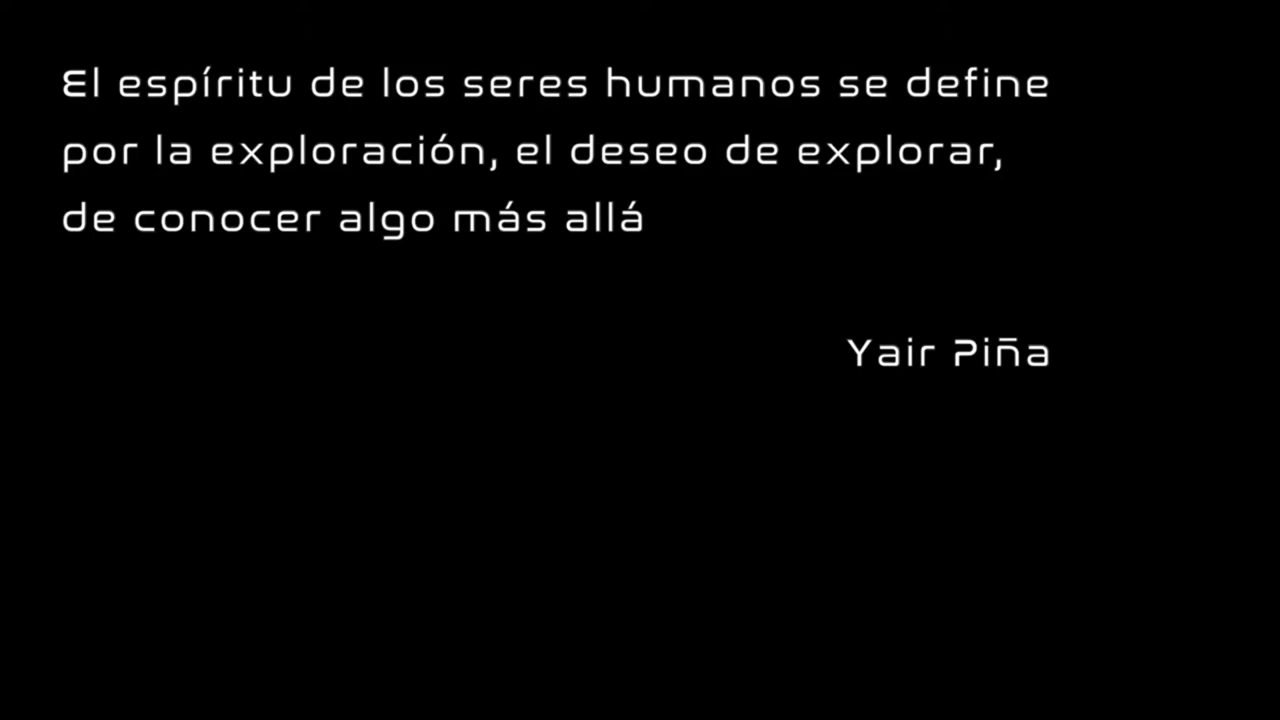 El espíritu de los seres humanos se define
por la exploración, el deseo de explorar,
de conocer algo más allá
Yair Piña